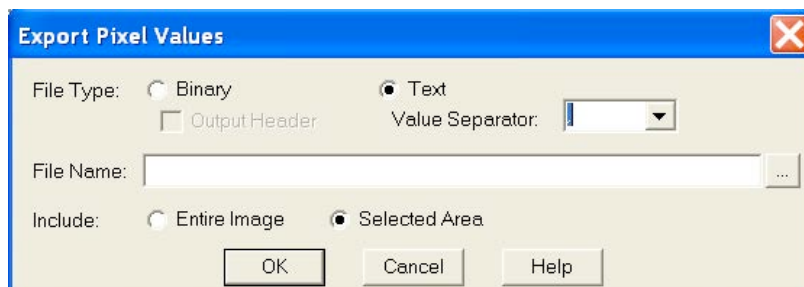 Export Pixel Values
File Type: Binary Text
Output Header Value Separator: ,
File Name: ...
Include: Entire Image Selected Area
OK Cancel Help